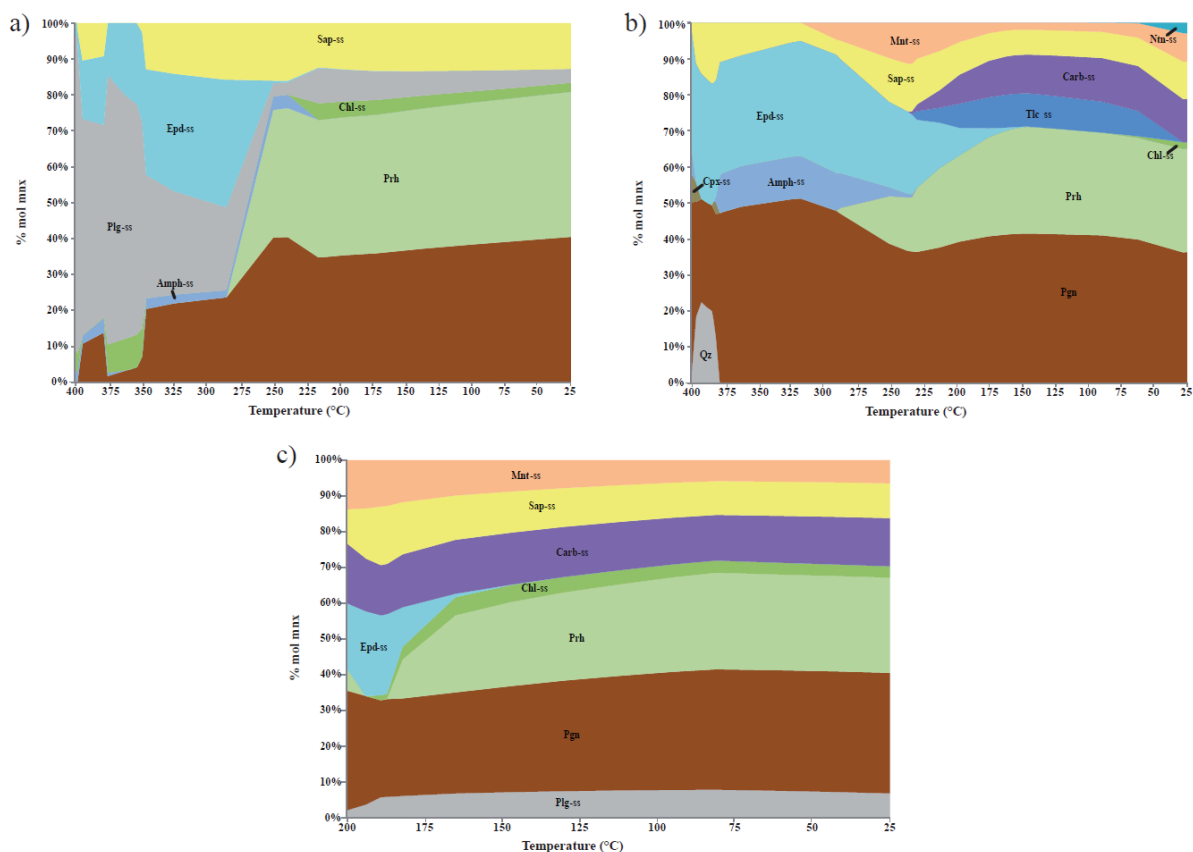 a)
100%
90%
80%
70%
60%
50%
40%
30%
20%
10%
0%
% mol mnx
Sap-ss
Epd-ss
Chl-ss
Plg-ss
Prh
Amph-ss
400 375 350 325 300 275 250 225 200 175 150 125 100 75 50 25
Temperature (°C)
b)
100%
90%
80%
70%
60%
50%
40%
30%
20%
10%
0%
% mol mnx
Ntn-ss
Mnt-ss
Sap-ss
Carb-ss
Epd-ss
Tlc ss
Chl-ss
Cpx-ss
Amph-ss
Prh
Pgn
Qz
400 375 350 325 300 275 250 225 200 175 150 125 100 75 50 25
Temperature (°C)
c)
100%
90%
80%
70%
60%
50%
40%
30%
20%
10%
0%
% mol mnx
Mnt-ss
Sap-ss
Carb-ss
Chl-ss
Epd-ss
Prh
Pgn
Plg-ss
200 175 150 125 100 75 50 25
Temperature (°C)